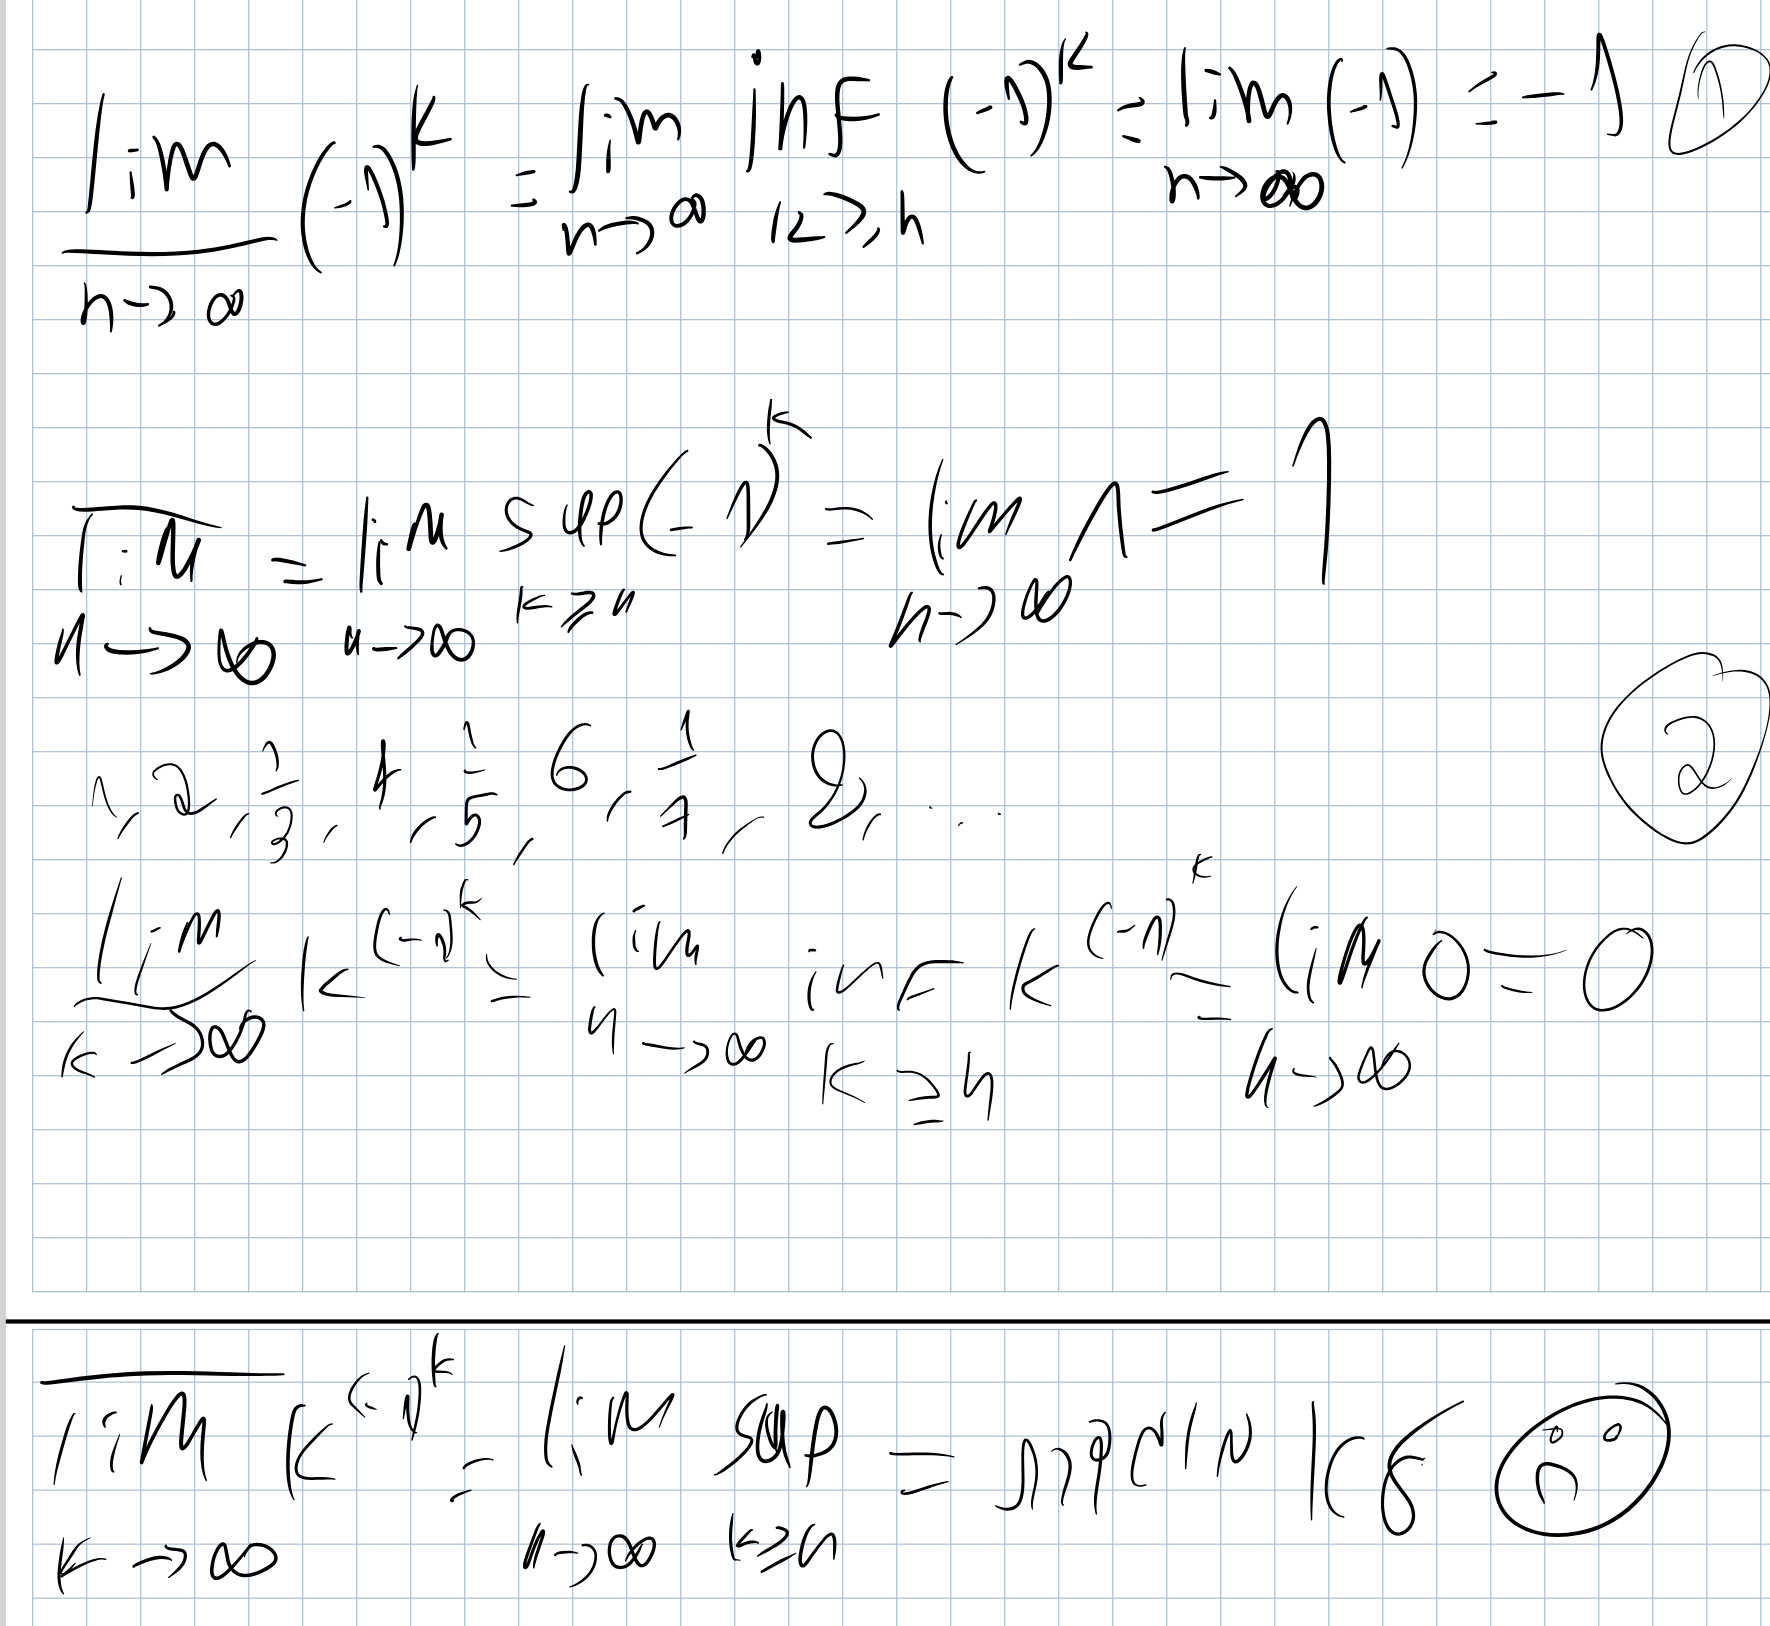 lim (-1)^k = lim inf (-1)^k = lim (-1) = -1 ①
n→∞ n→∞ k≥n n→∞
lim = lim sup (-1)^k = lim 1 = 1
n→∞ n→∞ k≥n n→∞
1, 2, 1/3, 4, 1/5, 6, 1/7, 8, ... ②
lim k^(-1)^k = lim inf k^(-1)^k = lim 0 = 0
k→∞ n→∞ k≥n n→∞
lim k^(-1)^k = lim sup = לא מוגדרת
k→∞ n→∞ k≥n